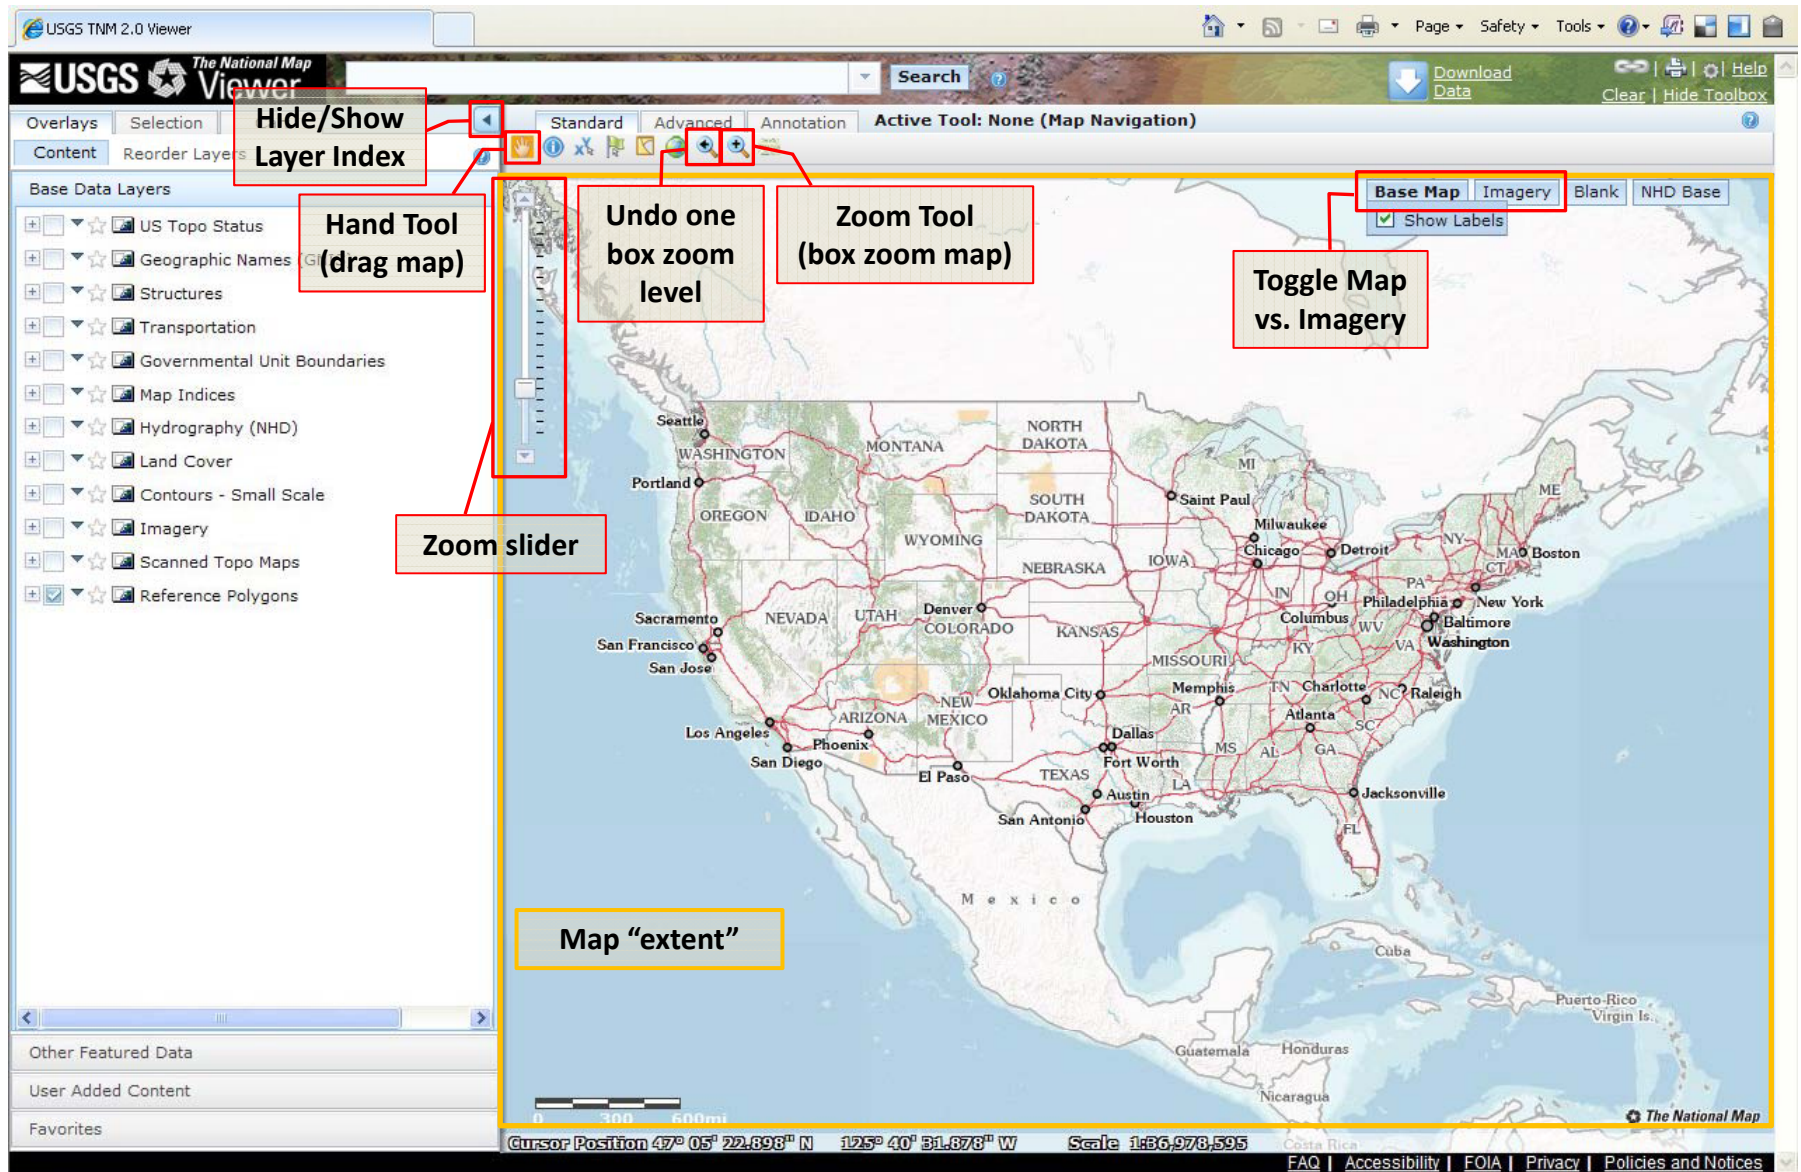 USGS TNM 2.0 Viewer
Page
Safety
Tools
USGS
The National Map
Viewer
Search
Download
Data
Help
Clear | Hide Toolbox
Overlays
Selection
Hide/Show
Layer Index
Standard
Advanced
Annotation
Active Tool: None (Map Navigation)
Content
Reorder Layers
Base Data Layers
US Topo Status
Geographic Names
Structures
Transportation
Governmental Unit Boundaries
Map Indices
Hydrography (NHD)
Land Cover
Contours - Small Scale
Imagery
Scanned Topo Maps
Reference Polygons
Other Featured Data
User Added Content
Favorites
Hand Tool
(drag map)
Undo one
box zoom
level
Zoom Tool
(box zoom map)
Base Map
Imagery
Blank
NHD Base
Show Labels
Toggle Map
vs. Imagery
Zoom slider
Map “extent”
Seattle
WASHINGTON
MONTANA
NORTH
DAKOTA
MI
ME
Portland
OREGON
IDAHO
SOUTH
DAKOTA
Saint Paul
Milwaukee
WYOMING
Chicago
Detroit
NY
MA
Boston
CT
NEBRASKA
IOWA
PA
IN
OH
Philadelphia
New York
Sacramento
NEVADA
UTAH
Denver
COLORADO
KANSAS
Columbus
WV
Baltimore
San Francisco
MISSOURI
KY
VA
Washington
San Jose
Oklahoma City
Memphis
TN
Charlotte
NC
Raleigh
NEW
MEXICO
ARIZONA
AR
Atlanta
SC
Los Angeles
Phoenix
Dallas
MS
AL
GA
San Diego
El Paso
TEXAS
Fort Worth
LA
Austin
Jacksonville
San Antonio
Houston
FL
Mexico
Cuba
Puerto Rico
Virgin Is.
Guatemala
Honduras
Nicaragua
Costa Rica
0 300 600mi
The National Map
Cursor Position 47° 05' 22.898" N 125° 40' 31.878" W Scale 1:36,978,595
FAQ | Accessibility | FOIA | Privacy | Policies and Notices